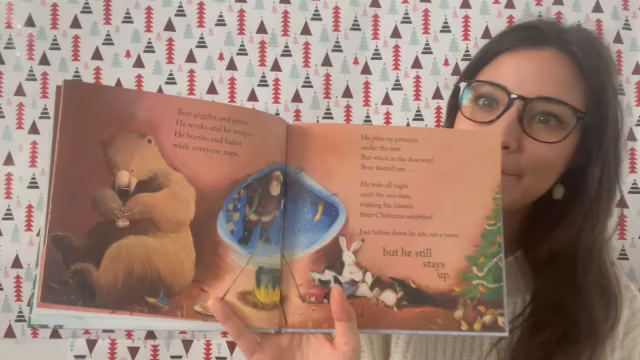 Bear giggles and grins.
He works and he wraps.
He bustles and bakes
while everyone naps.
He piles up presents
under the tree.
But who's in the doorway?
Bear doesn't see...
He toils all night
until the sun rises,
making his friends
their Christmas surprises!
Just before dawn he lets out a yawn,
but he still
stays
up.